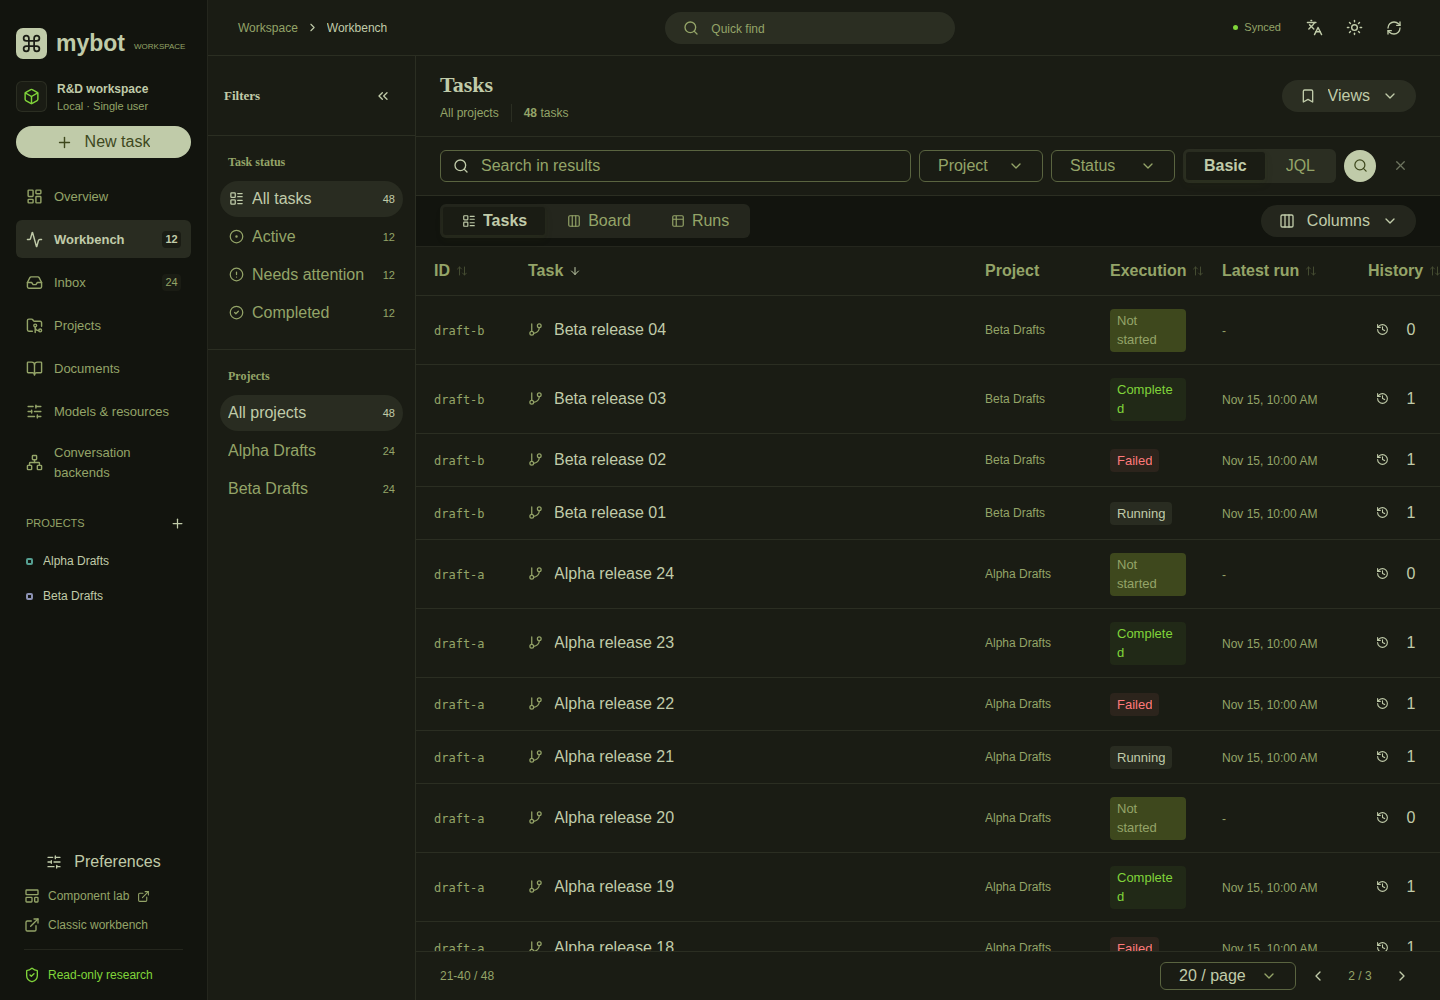 mybot WORKSPACE
R&D workspace
Local · Single user
New task
Overview
Workbench 12
Inbox 24
Projects
Documents
Models & resources
Conversation
backends
PROJECTS
Alpha Drafts
Beta Drafts
Preferences
Component lab
Classic workbench
Read-only research
Workspace > Workbench
Quick find
Synced
Filters
Task status
All tasks 48
Active 12
Needs attention 12
Completed 12
Projects
All projects 48
Alpha Drafts 24
Beta Drafts 24
Tasks
All projects 48 tasks
Views
Search in results
Project
Status
Basic JQL
Tasks Board Runs
Columns
ID Task Project Execution Latest run History
draft-b Beta release 04 Beta Drafts Not started - 0
draft-b Beta release 03 Beta Drafts Completed Nov 15, 10:00 AM 1
draft-b Beta release 02 Beta Drafts Failed Nov 15, 10:00 AM 1
draft-b Beta release 01 Beta Drafts Running Nov 15, 10:00 AM 1
draft-a Alpha release 24 Alpha Drafts Not started - 0
draft-a Alpha release 23 Alpha Drafts Completed Nov 15, 10:00 AM 1
draft-a Alpha release 22 Alpha Drafts Failed Nov 15, 10:00 AM 1
draft-a Alpha release 21 Alpha Drafts Running Nov 15, 10:00 AM 1
draft-a Alpha release 20 Alpha Drafts Not started - 0
draft-a Alpha release 19 Alpha Drafts Completed Nov 15, 10:00 AM 1
draft-a Alpha release 18 Alpha Drafts Failed Nov 15, 10:00 AM 1
21-40 / 48
20 / page
2 / 3